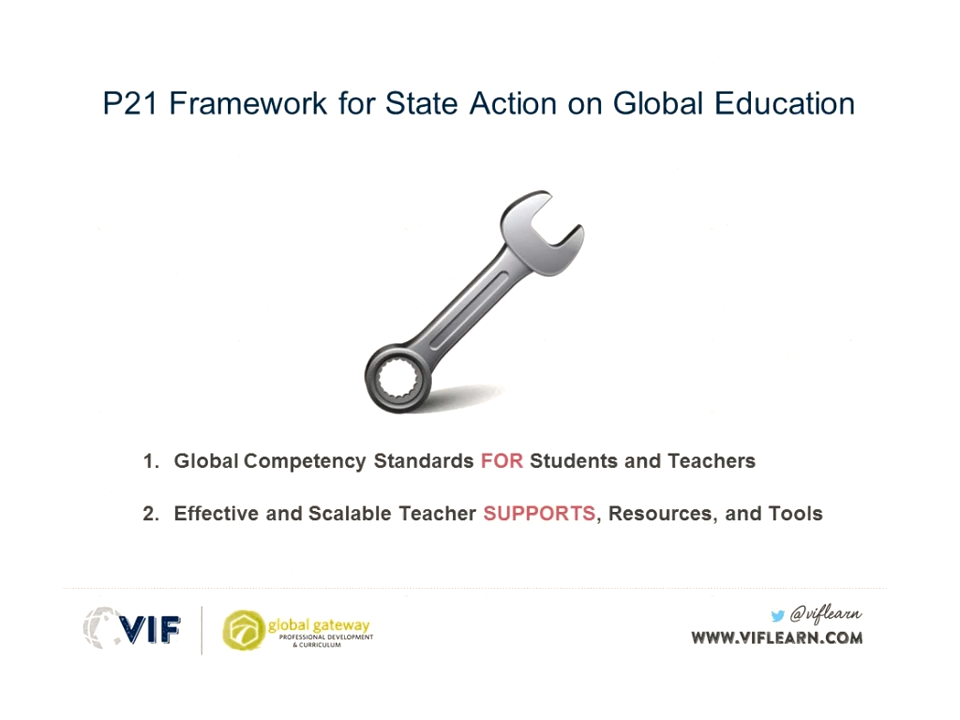 P21 Framework for State Action on Global Education
1. Global Competency Standards FOR Students and Teachers
2. Effective and Scalable Teacher SUPPORTS, Resources, and Tools
VIF
global gateway
PROFESSIONAL DEVELOPMENT
& CURRICULUM
@viflearn
WWW.VIFLEARN.COM